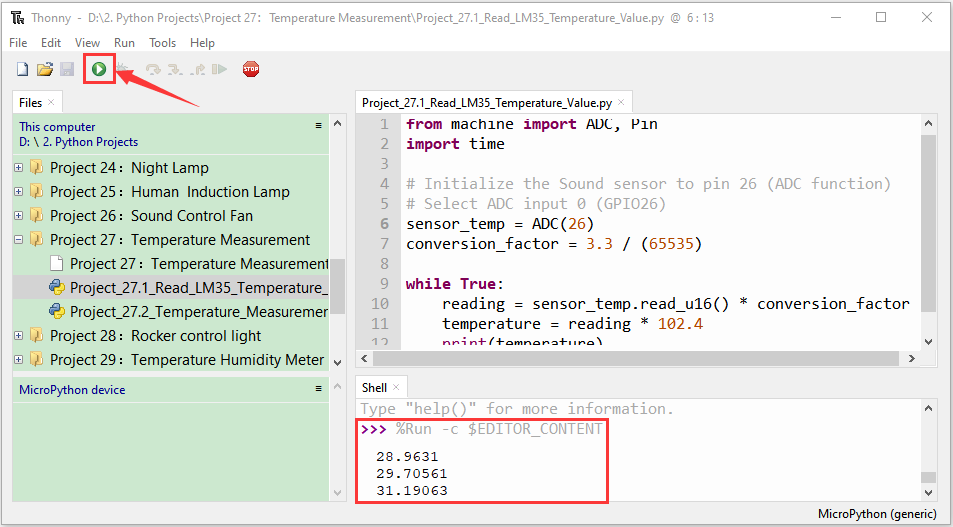 Thonny - D:\2. Python Projects\Project 27：Temperature Measurement\Project_27.1_Read_LM35_Temperature_Value.py @ 6:13
File Edit View Run Tools Help
STOP
Files ×
This computer
D: \ 2. Python Projects
Project 24：Night Lamp
Project 25：Human Induction Lamp
Project 26：Sound Control Fan
Project 27：Temperature Measurement
Project 27：Temperature Measurement
Project_27.1_Read_LM35_Temperature_
Project_27.2_Temperature_Measuremer
Project 28：Rocker control light
Project 29：Temperature Humidity Meter
MicroPython device
Project_27.1_Read_LM35_Temperature_Value.py ×
1 from machine import ADC, Pin
2 import time
3
4 # Initialize the Sound sensor to pin 26 (ADC function)
5 # Select ADC input 0 (GPIO26)
6 sensor_temp = ADC(26)
7 conversion_factor = 3.3 / (65535)
8
9 while True:
10 reading = sensor_temp.read_u16() * conversion_factor
11 temperature = reading * 102.4
12 print(temperature)
Shell ×
Type "help()" for more information.
>>> %Run -c $EDITOR_CONTENT
28.9631
29.70561
31.19063
MicroPython (generic)